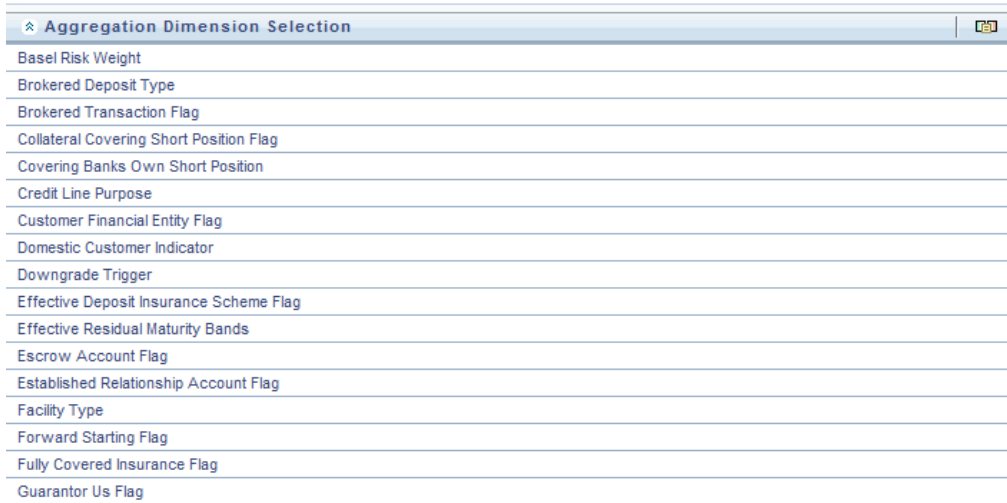 Aggregation Dimension Selection
Basel Risk Weight
Brokered Deposit Type
Brokered Transaction Flag
Collateral Covering Short Position Flag
Covering Banks Own Short Position
Credit Line Purpose
Customer Financial Entity Flag
Domestic Customer Indicator
Downgrade Trigger
Effective Deposit Insurance Scheme Flag
Effective Residual Maturity Bands
Escrow Account Flag
Established Relationship Account Flag
Facility Type
Forward Starting Flag
Fully Covered Insurance Flag
Guarantor Us Flag